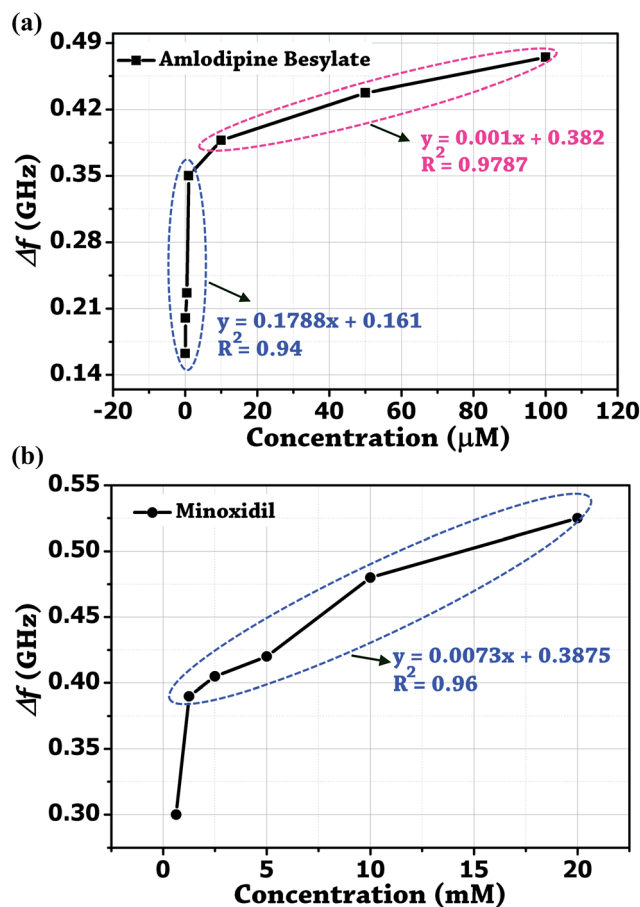 (a)
0.49
0.42
0.35
0.28
0.21
0.14
Δf (GHz)
Amlodipine Besylate
y = 0.001x + 0.382
R² = 0.9787
y = 0.1788x + 0.161
R² = 0.94
-20 0 20 40 60 80 100 120
Concentration (μM)
(b)
0.55
0.50
0.45
0.40
0.35
0.30
Δf (GHz)
Minoxidil
y = 0.0073x + 0.3875
R² = 0.96
0 5 10 15 20
Concentration (mM)